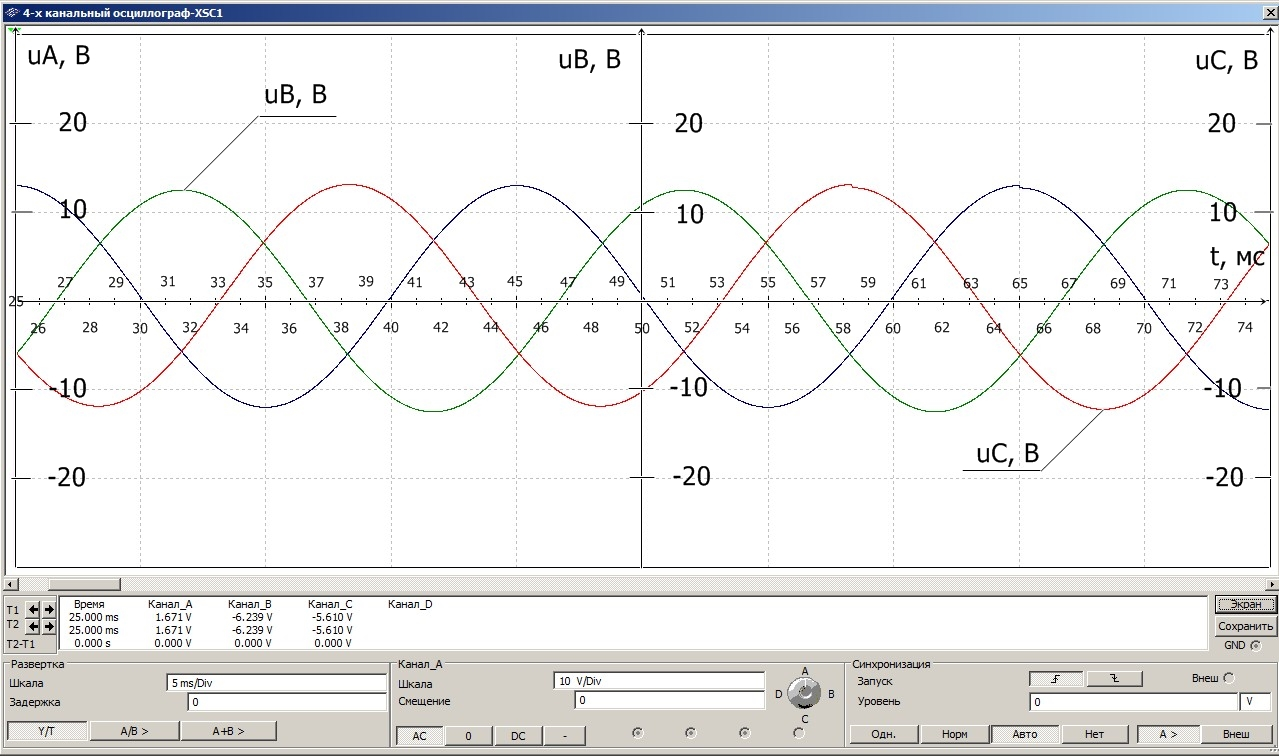 4-х канальный осциллограф-XSC1
uA, В uB, В uC, В
uB, В
20 20 20
10 10 10
t, мс
27 29 31 33 35 37 39 41 43 45 47 49 51 53 55 57 59 61 63 65 67 69 71 73
25
26 28 30 32 34 36 38 40 42 44 46 48 50 52 54 56 58 60 62 64 66 68 70 72 74
-10 -10 -10
uC, В
-20 -20 -20
Время Канал_A Канал_B Канал_C Канал_D
T1 25.000 ms 1.671 V -6.239 V -5.610 V
T2 25.000 ms 1.671 V -6.239 V -5.610 V
T2-T1 0.000 s 0.000 V 0.000 V 0.000 V
Экран
Сохранить
GND
Развертка
Шкала 5 ms/Div
Задержка 0
Y/T A/B > A+B >
Канал_A
Шкала 10 V/Div
Смещение 0
AC 0 DC -
A
D B
C
Синхронизация
Запуск Внеш
Уровень 0 V
Одн. Норм Авто Нет A > Внеш